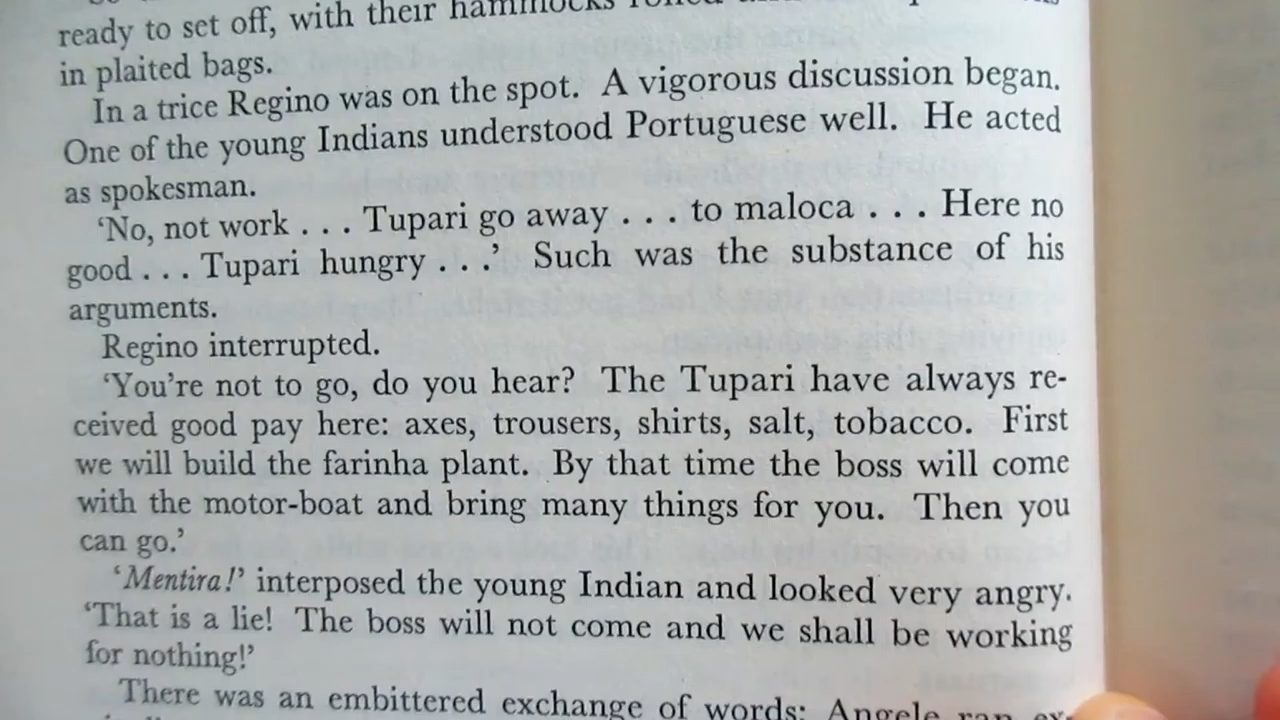 ready to set off, with their hammocks rolled
in plaited bags.
In a trice Regino was on the spot. A vigorous discussion began.
One of the young Indians understood Portuguese well. He acted
as spokesman.
‘No, not work . . . Tupari go away . . . to maloca . . . Here no
good . . . Tupari hungry . . .’ Such was the substance of his
arguments.
Regino interrupted.
‘You’re not to go, do you hear? The Tupari have always re-
ceived good pay here: axes, trousers, shirts, salt, tobacco. First
we will build the farinha plant. By that time the boss will come
with the motor-boat and bring many things for you. Then you
can go.’
‘Mentira!’ interposed the young Indian and looked very angry.
‘That is a lie! The boss will not come and we shall be working
for nothing!’
There was an embittered exchange of words: Angele ran ex-